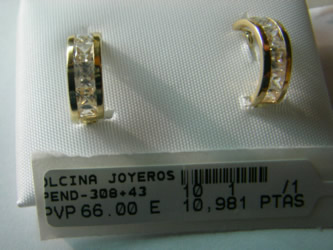 OLCINA JOYEROS
PEND-308+43 10 1 /1
PVP 66.00 E 10,981 PTAS